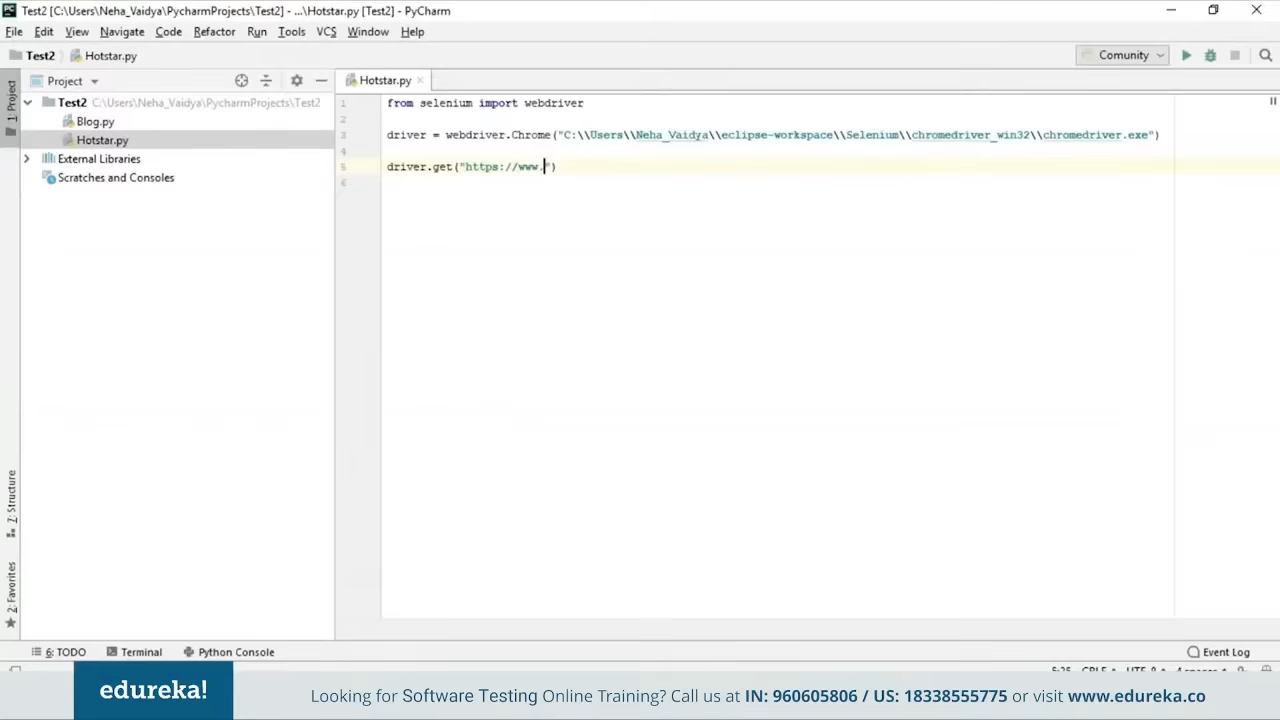 PC Test2 [C:\Users\Neha_Vaidya\PycharmProjects\Test2] - ...\Hotstar.py [Test2] - PyCharm
File Edit View Navigate Code Refactor Run Tools VCS Window Help
Test2 Hotstar.py Comunity
1: Project Project Hotstar.py
Test2 C:\Users\Neha_Vaidya\PycharmProjects\Test2
Blog.py
Hotstar.py
External Libraries
Scratches and Consoles
1 from selenium import webdriver
2
3 driver = webdriver.Chrome("C:\\Users\\Neha_Vaidya\\eclipse-workspace\\Selenium\\chromedriver_win32\\chromedriver.exe")
4
5 driver.get("https://www.")
6
7: Structure
2: Favorites
6: TODO Terminal Python Console Event Log
edureka!
Looking for Software Testing Online Training? Call us at IN: 960605806 / US: 18338555775 or visit www.edureka.co